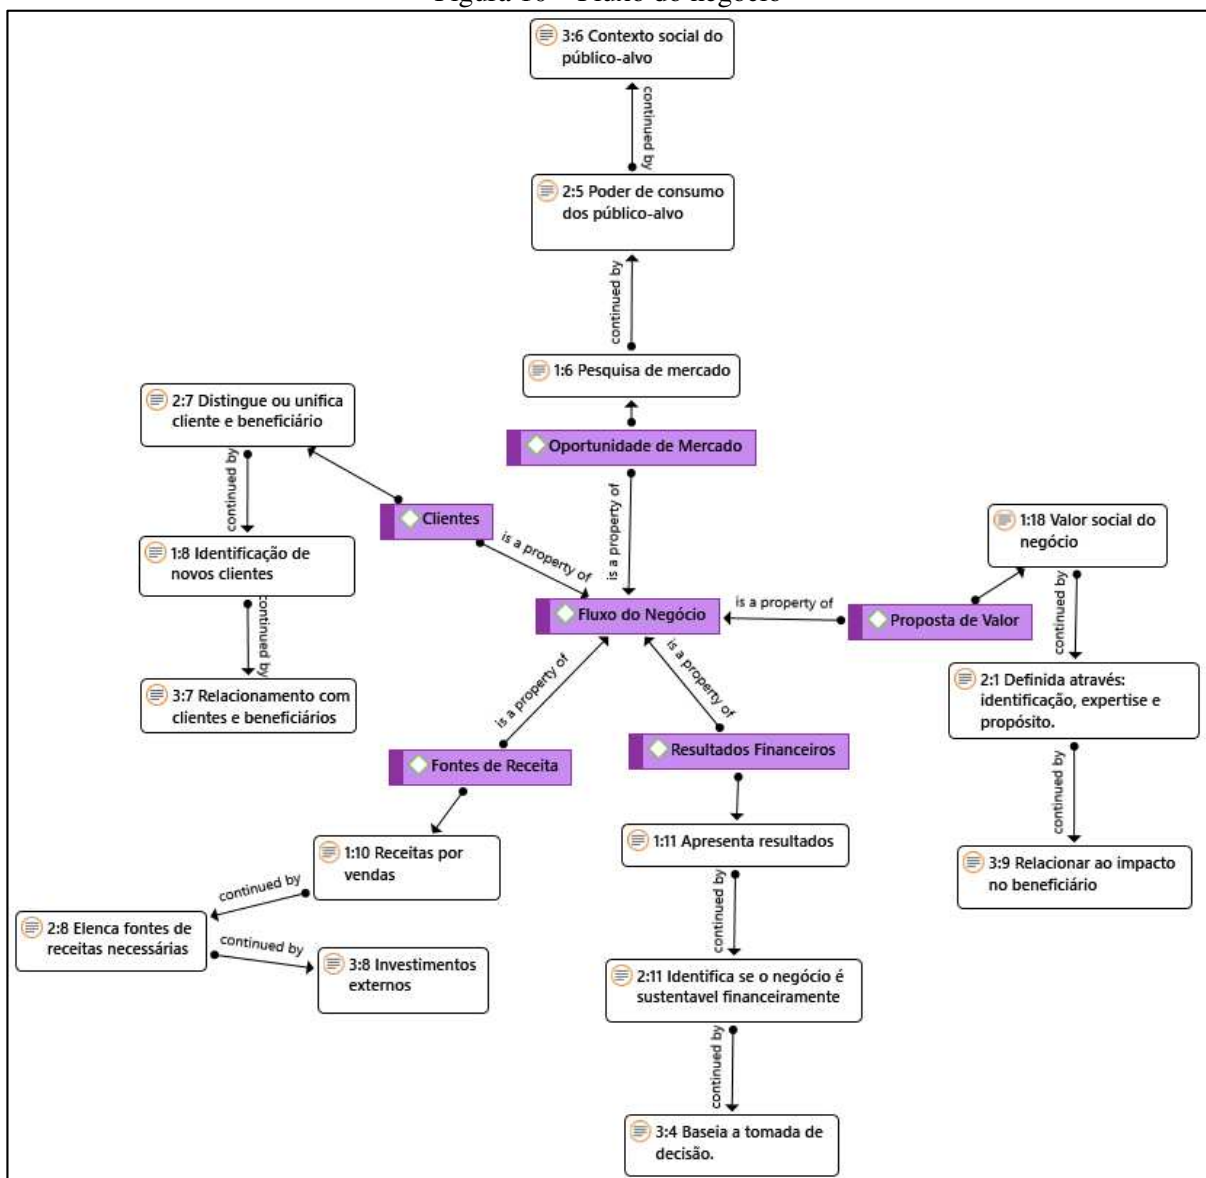 Figura 16 – Fluxo do negócio
3:6 Contexto social do
público-alvo
continued by
2:5 Poder de consumo
dos público-alvo
continued by
1:6 Pesquisa de mercado
Oportunidade de Mercado
is a property of
2:7 Distingue ou unifica
cliente e beneficiário
continued by
Clientes
is a property of
1:8 Identificação de
novos clientes
continued by
3:7 Relacionamento com
clientes e beneficiários
Fluxo do Negócio
is a property of
Proposta de Valor
1:18 Valor social do
negócio
continued by
2:1 Definida através:
identificação, expertise e
propósito.
continued by
3:9 Relacionar ao impacto
no beneficiário
is a property of
Fontes de Receita
1:10 Receitas por
vendas
continued by
2:8 Elenca fontes de
receitas necessárias
continued by
3:8 Investimentos
externos
is a property of
Resultados Financeiros
1:11 Apresenta resultados
continued by
2:11 Identifica se o negócio é
sustentavel financeiramente
continued by
3:4 Baseia a tomada de
decisão.